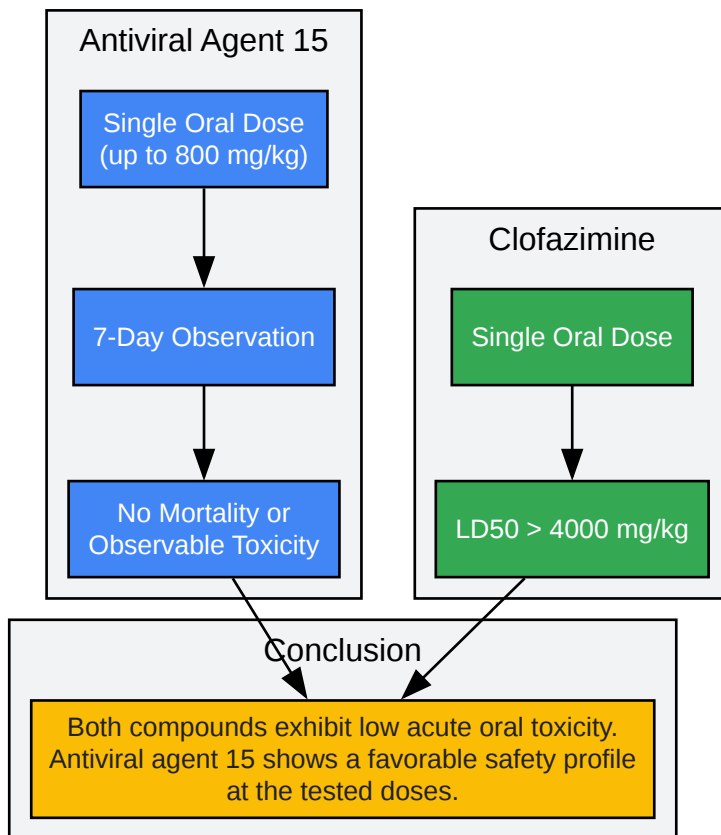 Antiviral Agent 15
Single Oral Dose
(up to 800 mg/kg)
7-Day Observation
No Mortality or
Observable Toxicity
Clofazimine
Single Oral Dose
LD50 > 4000 mg/kg
Conclusion
Both compounds exhibit low acute oral toxicity.
Antiviral agent 15 shows a favorable safety profile
at the tested doses.